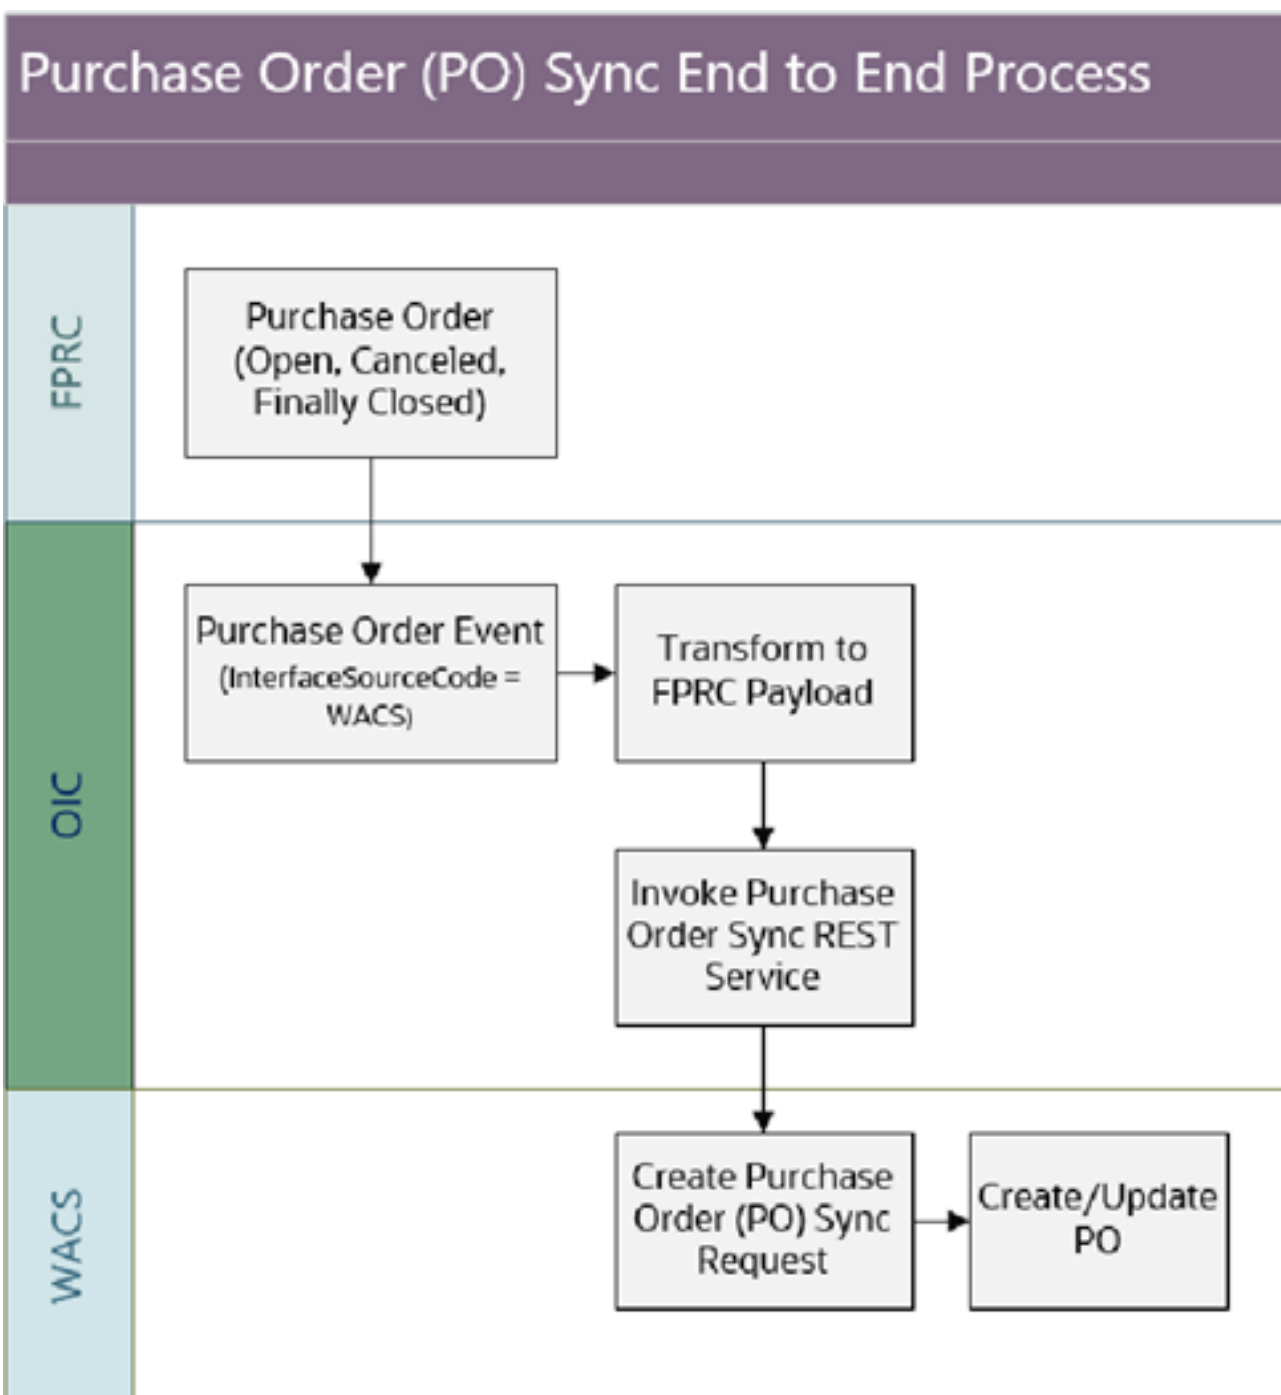 Purchase Order (PO) Sync End to End Process
FPRC
Purchase Order
(Open, Canceled,
Finally Closed)
OIC
Purchase Order Event
(InterfaceSourceCode =
WACS)
Transform to
FPRC Payload
Invoke Purchase
Order Sync REST
Service
WACS
Create Purchase
Order (PO) Sync
Request
Create/Update
PO